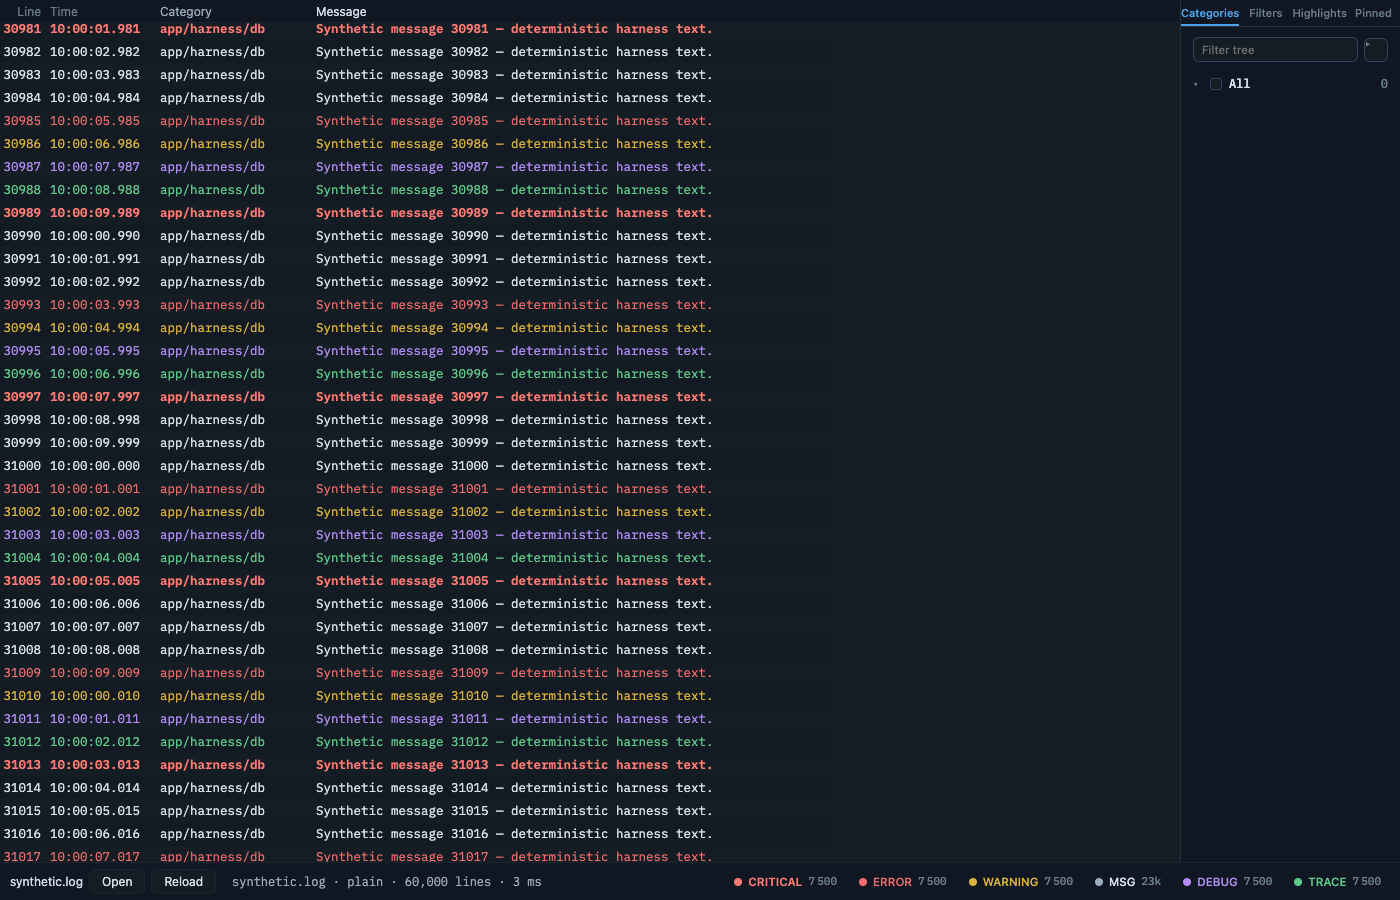 Line Time Category Message
30981 10:00:01.981 app/harness/db Synthetic message 30981 — deterministic harness text.
30982 10:00:02.982 app/harness/db Synthetic message 30982 — deterministic harness text.
30983 10:00:03.983 app/harness/db Synthetic message 30983 — deterministic harness text.
30984 10:00:04.984 app/harness/db Synthetic message 30984 — deterministic harness text.
30985 10:00:05.985 app/harness/db Synthetic message 30985 — deterministic harness text.
30986 10:00:06.986 app/harness/db Synthetic message 30986 — deterministic harness text.
30987 10:00:07.987 app/harness/db Synthetic message 30987 — deterministic harness text.
30988 10:00:08.988 app/harness/db Synthetic message 30988 — deterministic harness text.
30989 10:00:09.989 app/harness/db Synthetic message 30989 — deterministic harness text.
30990 10:00:00.990 app/harness/db Synthetic message 30990 — deterministic harness text.
30991 10:00:01.991 app/harness/db Synthetic message 30991 — deterministic harness text.
30992 10:00:02.992 app/harness/db Synthetic message 30992 — deterministic harness text.
30993 10:00:03.993 app/harness/db Synthetic message 30993 — deterministic harness text.
30994 10:00:04.994 app/harness/db Synthetic message 30994 — deterministic harness text.
30995 10:00:05.995 app/harness/db Synthetic message 30995 — deterministic harness text.
30996 10:00:06.996 app/harness/db Synthetic message 30996 — deterministic harness text.
30997 10:00:07.997 app/harness/db Synthetic message 30997 — deterministic harness text.
30998 10:00:08.998 app/harness/db Synthetic message 30998 — deterministic harness text.
30999 10:00:09.999 app/harness/db Synthetic message 30999 — deterministic harness text.
31000 10:00:00.000 app/harness/db Synthetic message 31000 — deterministic harness text.
31001 10:00:01.001 app/harness/db Synthetic message 31001 — deterministic harness text.
31002 10:00:02.002 app/harness/db Synthetic message 31002 — deterministic harness text.
31003 10:00:03.003 app/harness/db Synthetic message 31003 — deterministic harness text.
31004 10:00:04.004 app/harness/db Synthetic message 31004 — deterministic harness text.
31005 10:00:05.005 app/harness/db Synthetic message 31005 — deterministic harness text.
31006 10:00:06.006 app/harness/db Synthetic message 31006 — deterministic harness text.
31007 10:00:07.007 app/harness/db Synthetic message 31007 — deterministic harness text.
31008 10:00:08.008 app/harness/db Synthetic message 31008 — deterministic harness text.
31009 10:00:09.009 app/harness/db Synthetic message 31009 — deterministic harness text.
31010 10:00:00.010 app/harness/db Synthetic message 31010 — deterministic harness text.
31011 10:00:01.011 app/harness/db Synthetic message 31011 — deterministic harness text.
31012 10:00:02.012 app/harness/db Synthetic message 31012 — deterministic harness text.
31013 10:00:03.013 app/harness/db Synthetic message 31013 — deterministic harness text.
31014 10:00:04.014 app/harness/db Synthetic message 31014 — deterministic harness text.
31015 10:00:05.015 app/harness/db Synthetic message 31015 — deterministic harness text.
31016 10:00:06.016 app/harness/db Synthetic message 31016 — deterministic harness text.
31017 10:00:07.017 app/harness/db Synthetic message 31017 — deterministic harness text.
Categories Filters Highlights Pinned
Filter tree
All 0
synthetic.log Open Reload synthetic.log · plain · 60,000 lines · 3 ms CRITICAL 7 500 ERROR 7 500 WARNING 7 500 MSG 23k DEBUG 7 500 TRACE 7 500